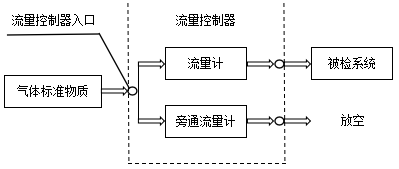 流量控制器入口
流量控制器
流量计
被检系统
气体标准物质
旁通流量计
放空